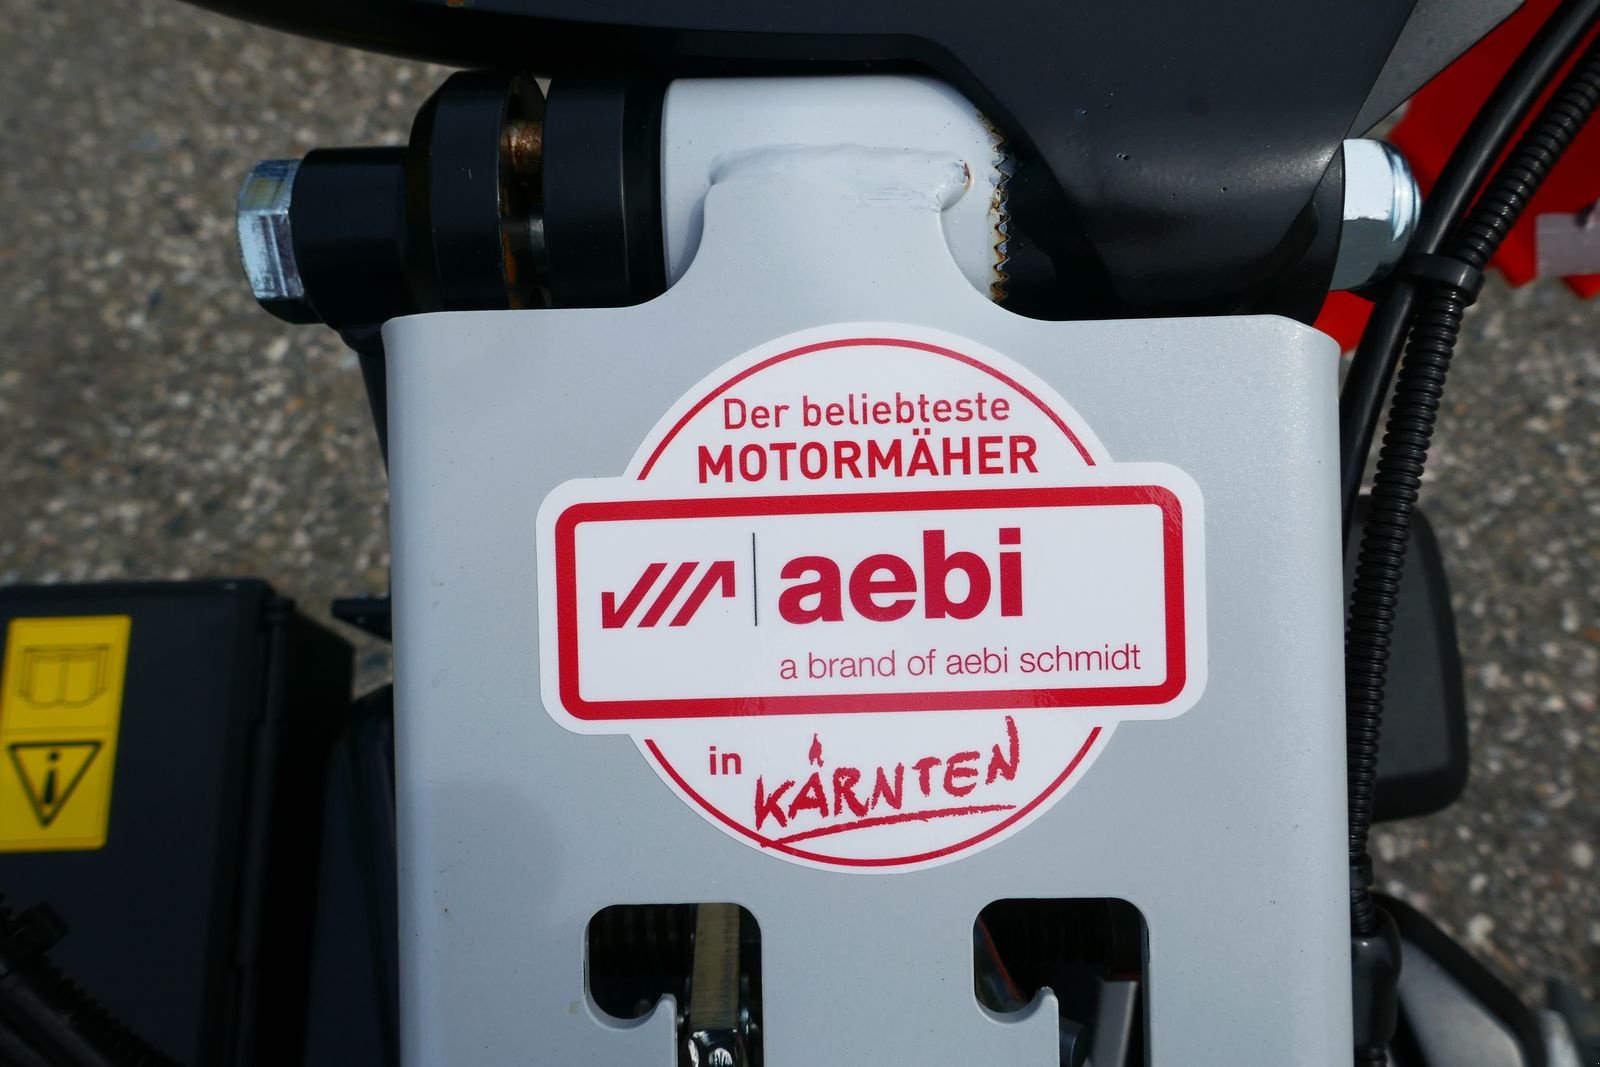 Der beliebteste
MOTORMÄHER
aebi
a brand of aebi schmidt
in KÄRNTEN